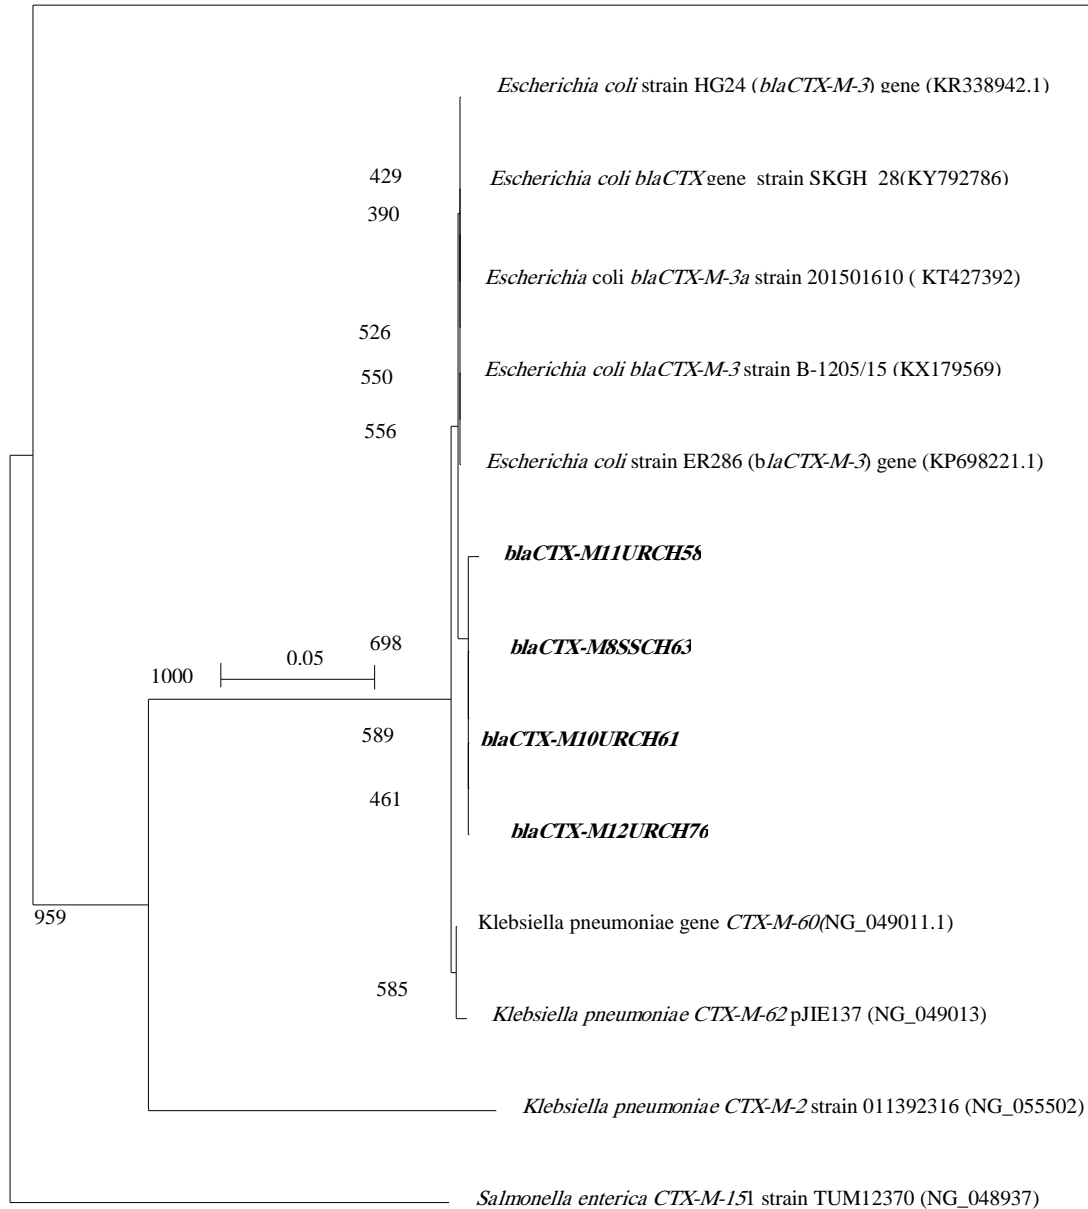 Escherichia coli strain HG24 (blaCTX-M-3) gene (KR338942.1)
429
Escherichia coli blaCTX gene strain SKGH_28(KY792786)
390
Escherichia coli blaCTX-M-3a strain 201501610 ( KT427392)
526
Escherichia coli blaCTX-M-3 strain B-1205/15 (KX179569)
550
556
Escherichia coli strain ER286 (blaCTX-M-3) gene (KP698221.1)
blaCTX-M11URCH58
698
blaCTX-M8SSCH63
0.05
1000
589
blaCTX-M10URCH61
461
blaCTX-M12URCH76
959
Klebsiella pneumoniae gene CTX-M-60(NG_049011.1)
585
Klebsiella pneumoniae CTX-M-62 pJIE137 (NG_049013)
Klebsiella pneumoniae CTX-M-2 strain 011392316 (NG_055502)
Salmonella enterica CTX-M-151 strain TUM12370 (NG_048937)